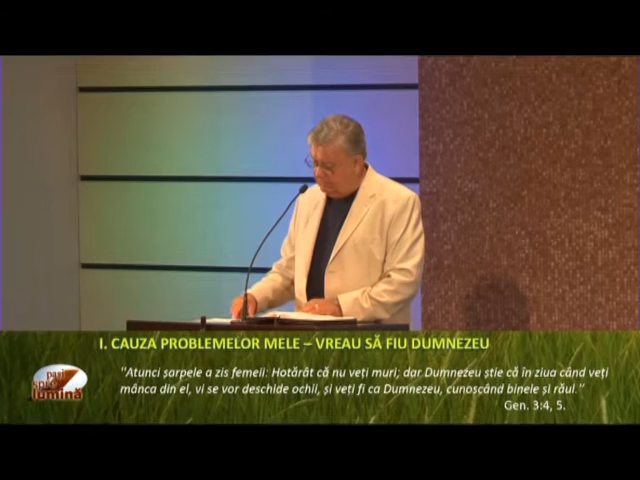 I. CAUZA PROBLEMELOR MELE – VREAU SĂ FIU DUMNEZEU
"Atunci șarpele a zis femeii: Hotărât că nu veți muri; dar Dumnezeu știe că în ziua când veți
mânca din el, vi se vor deschide ochii, și veți fi ca Dumnezeu, cunoscând binele și răul."
Gen. 3:4, 5.
pași
spre
lumină